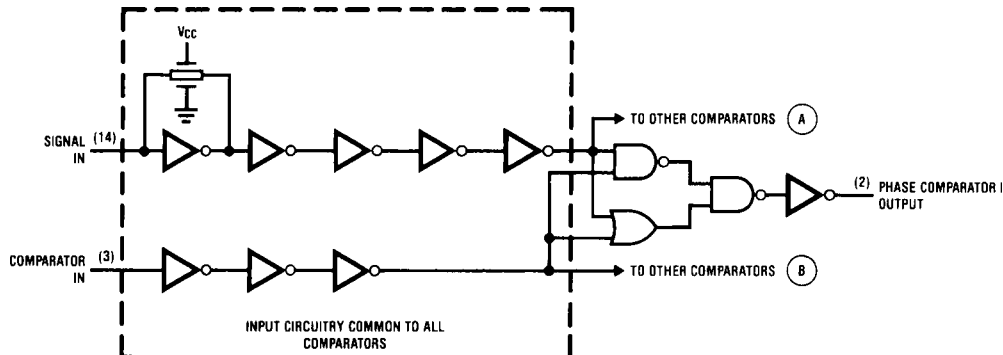 VCC
TO OTHER COMPARATORS A
SIGNAL (14)
IN
(2) PHASE COMPARATOR I
OUTPUT
COMPARATOR (3)
IN
TO OTHER COMPARATORS B
INPUT CIRCUITRY COMMON TO ALL
COMPARATORS